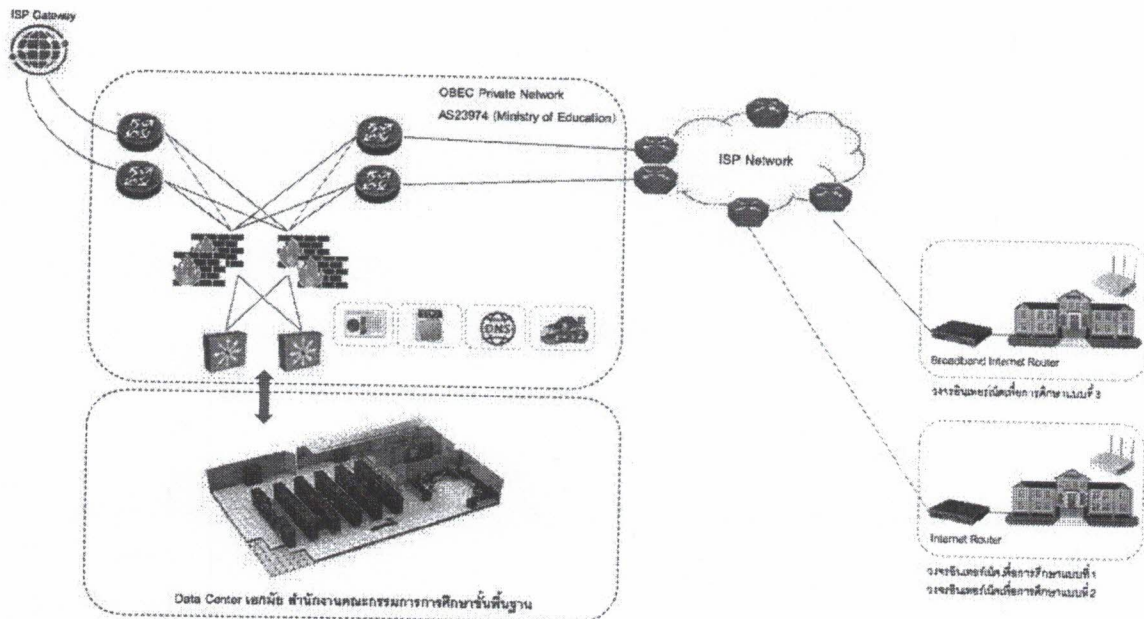 ISP Gateway
OBEC Private Network
AS23974 (Ministry of Education)
ISP Network
DNS
Broadband Internet Router
วงจรอินเทอร์เน็ตเพื่อการศึกษาแบบที่ 3
Internet Router
วงจรอินเทอร์เน็ตเพื่อการศึกษาแบบที่ 1
วงจรอินเทอร์เน็ตเพื่อการศึกษาแบบที่ 2
Data Center เอกมัย สำนักงานคณะกรรมการการศึกษาขั้นพื้นฐาน